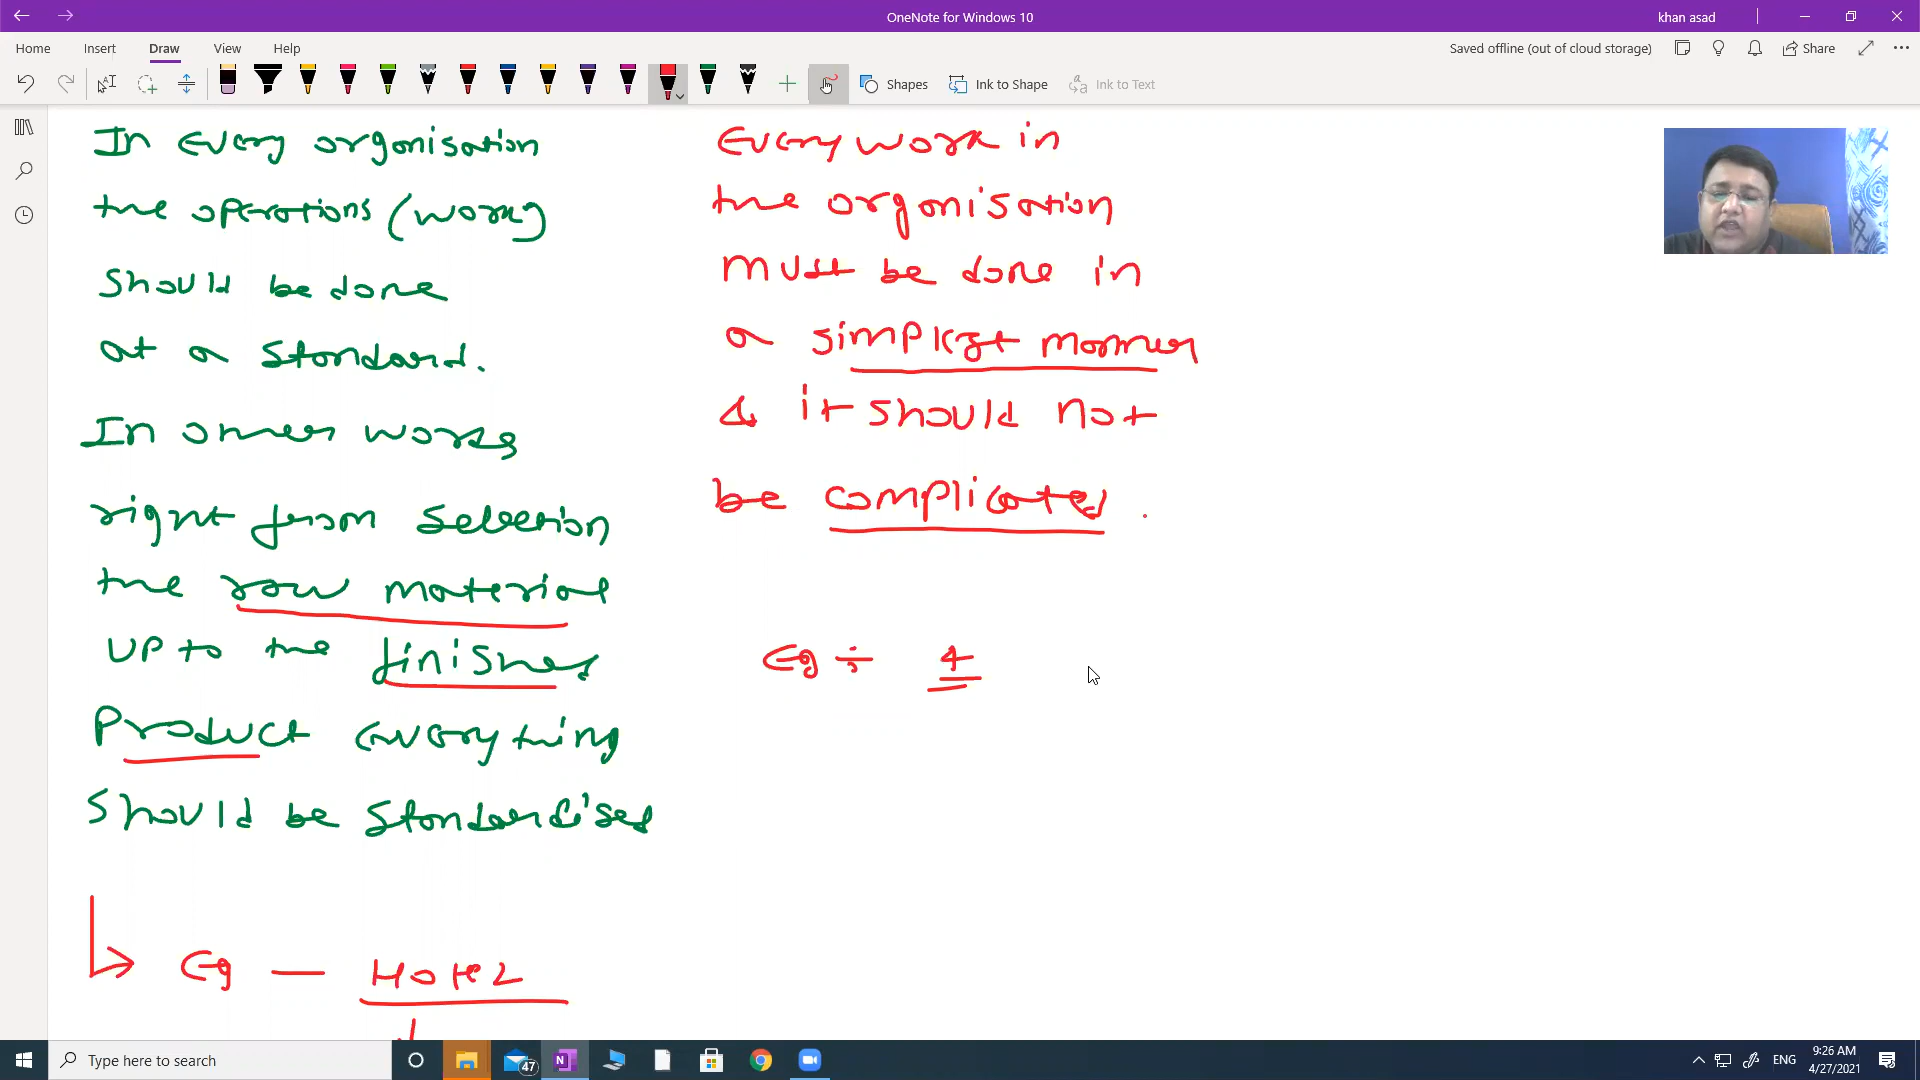 OneNote for Windows 10
khan asad
Home Insert Draw View Help
Saved offline (out of cloud storage)
Share
Shapes
Ink to Shape
Ink to Text
In every organisation
the operations (work)
should be done
at a standard.
In other works
right from selection
the raw material
up to the finished
Product everything
should be standardised
Eg — Hotel
Every work in
the organisation
must be done in
a simplest manner
& it should not
be complicated.
Eg ÷ 4
Type here to search
47
ENG
9:26 AM
4/27/2021